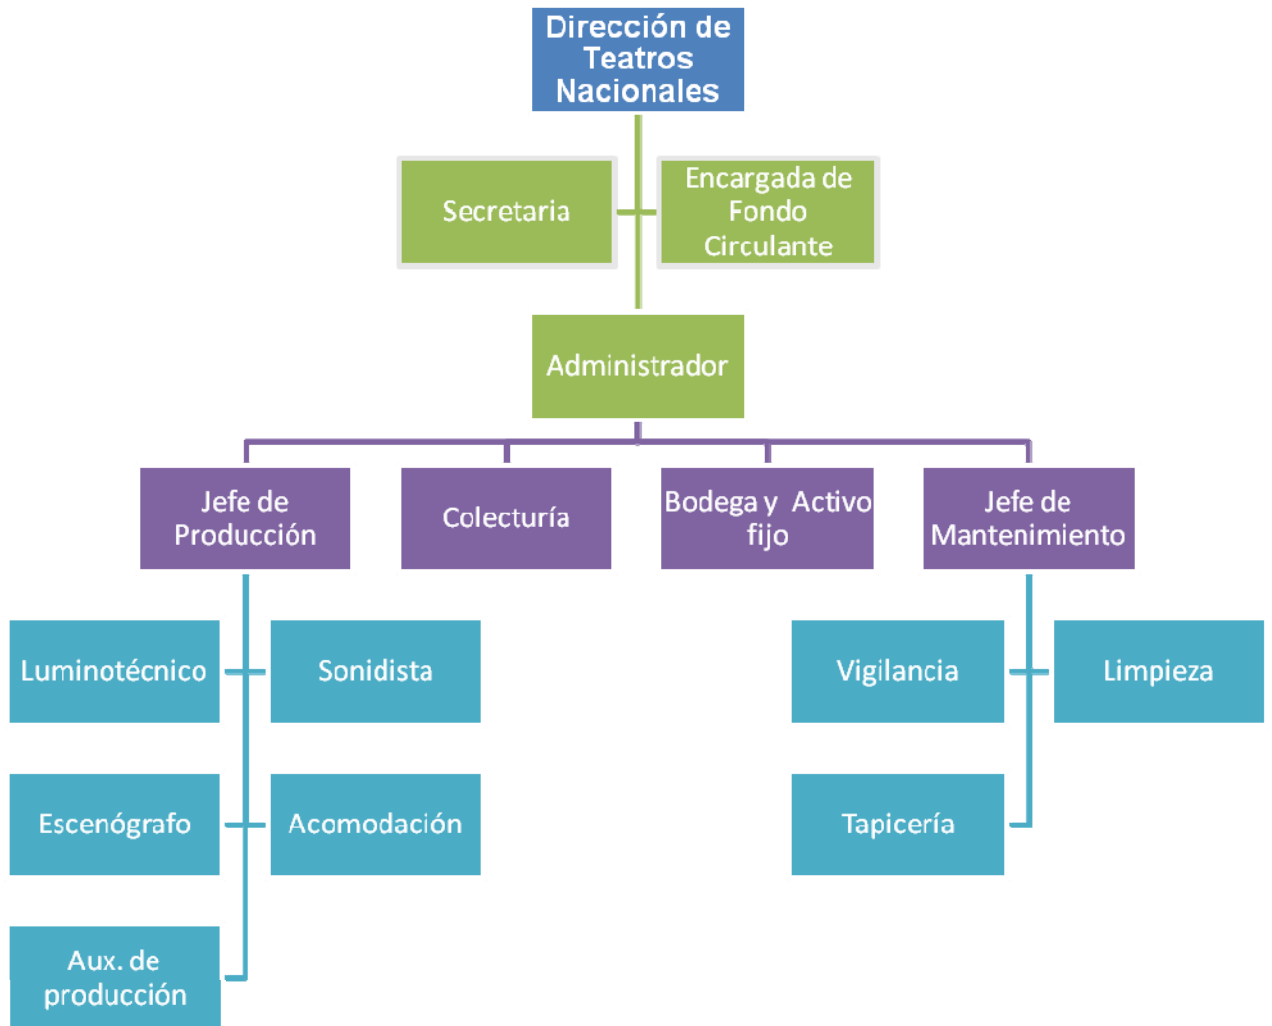 Dirección de
Teatros
Nacionales
Secretaria
Encargada de
Fondo
Circulante
Administrador
Jefe de
Producción
Colecturía
Bodega y  Activo
fijo
Jefe de
Mantenimiento
Luminotécnico
Sonidista
Vigilancia
Limpieza
Escenógrafo
Acomodación
Tapicería
Aux. de
producción